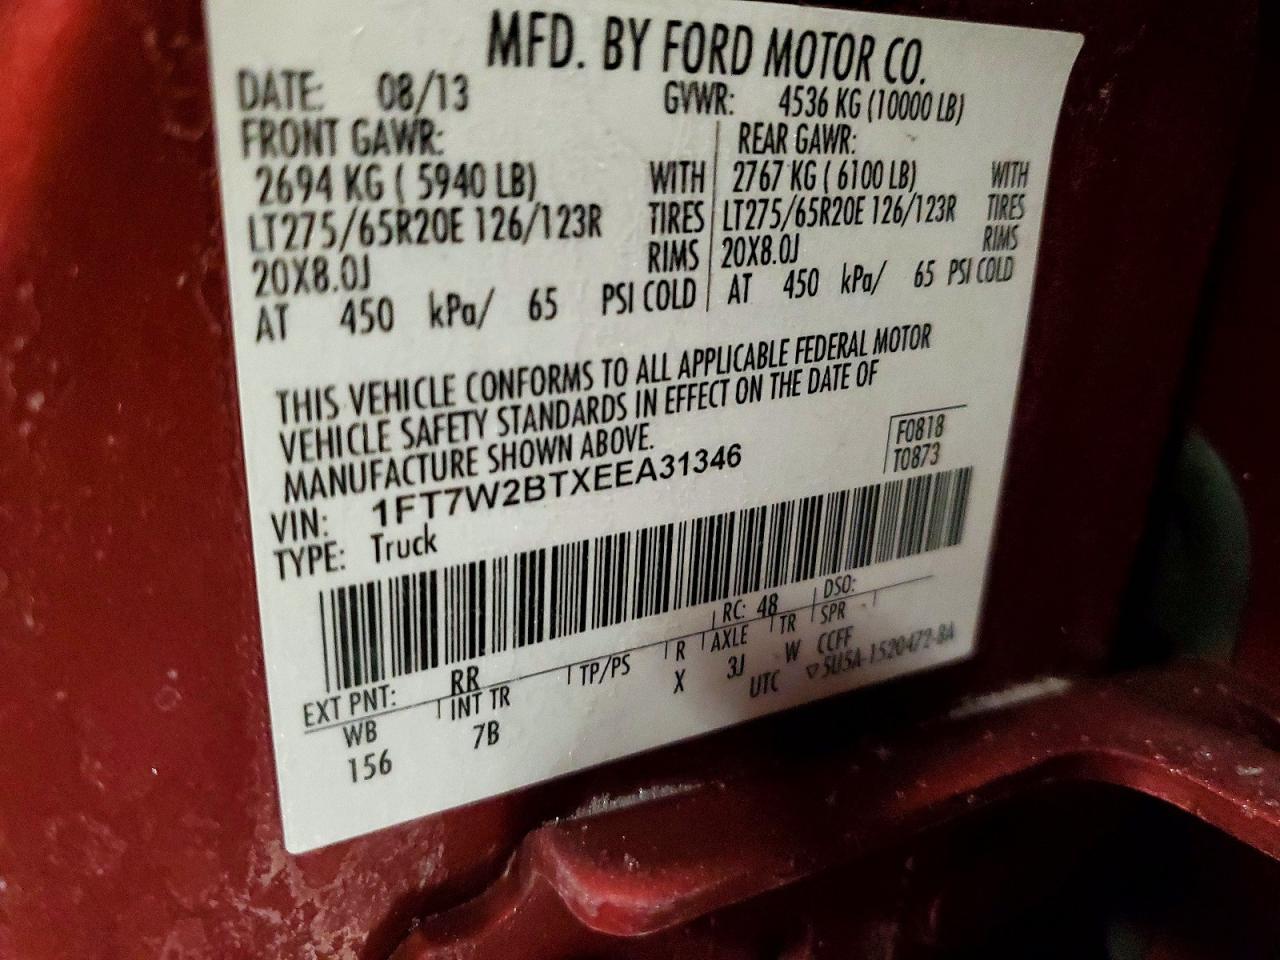 MFD. BY FORD MOTOR CO.
DATE: 08/13 GVWR: 4536 KG (10000 LB)
FRONT GAWR: REAR GAWR:
2694 KG ( 5940 LB) WITH 2767 KG ( 6100 LB) WITH
LT275/65R20E 126/123R TIRES LT275/65R20E 126/123R TIRES
20X8.0J RIMS 20X8.0J RIMS
AT 450 kPa/ 65 PSI COLD AT 450 kPa/ 65 PSI COLD
THIS VEHICLE CONFORMS TO ALL APPLICABLE FEDERAL MOTOR
VEHICLE SAFETY STANDARDS IN EFFECT ON THE DATE OF
MANUFACTURE SHOWN ABOVE.
F0818
T0873
VIN: 1FT7W2BTXEEA31346
TYPE: Truck
EXT PNT: RR RC: 48 DSO:
WB INT TR TP/PS R AXLE TR SPR
156 7B X 3J W CCFF
UTC ▽5U5A-1520472-BA